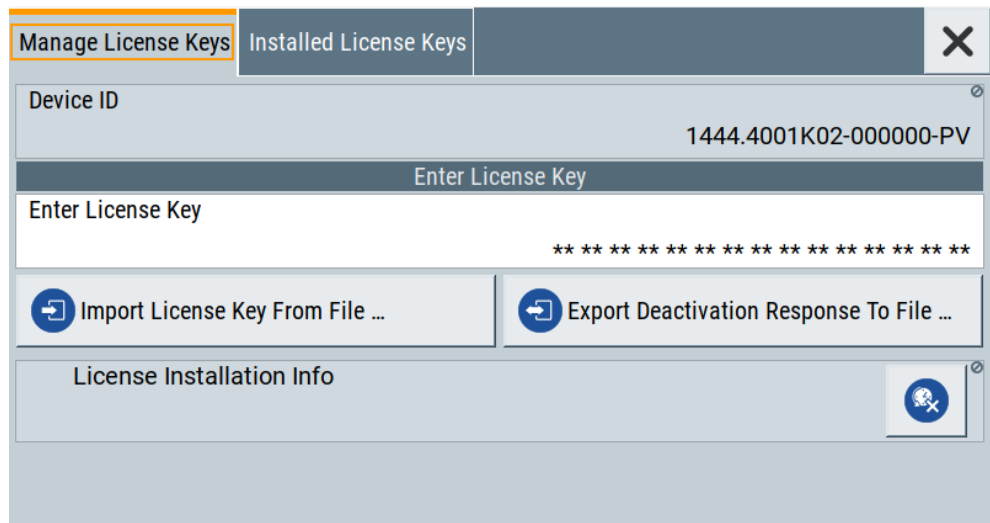 Manage License Keys
Installed License Keys
Device ID
1444.4001K02-000000-PV
Enter License Key
Enter License Key
** ** ** ** ** ** ** ** ** ** ** ** ** ** **
Import License Key From File ...
Export Deactivation Response To File ...
License Installation Info